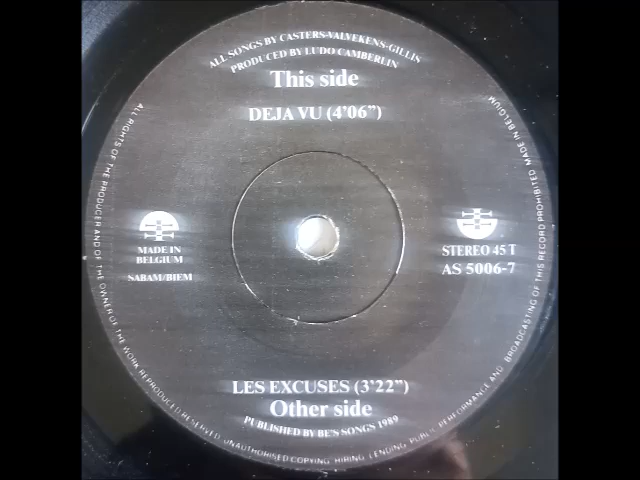 ALL SONGS BY CASTERS-VALVEKENS-GILLIS
PRODUCED BY LUDO CAMBERLIN
This side
DEJA VU (4'06")
MADE IN
BELGIUM
SABAM/BIEM
STEREO 45 T
AS 5006-7
LES EXCUSES (3'22")
Other side
PUBLISHED BY BE'S SONGS 1989
ALL RIGHTS OF THE PRODUCER AND OF THE OWNER OF THE WORK REPRODUCED RESERVED. UNAUTHORISED COPYING, HIRING, LENDING, PUBLIC PERFORMANCE AND BROADCASTING OF THIS RECORD PROHIBITED MADE IN BELGIUM